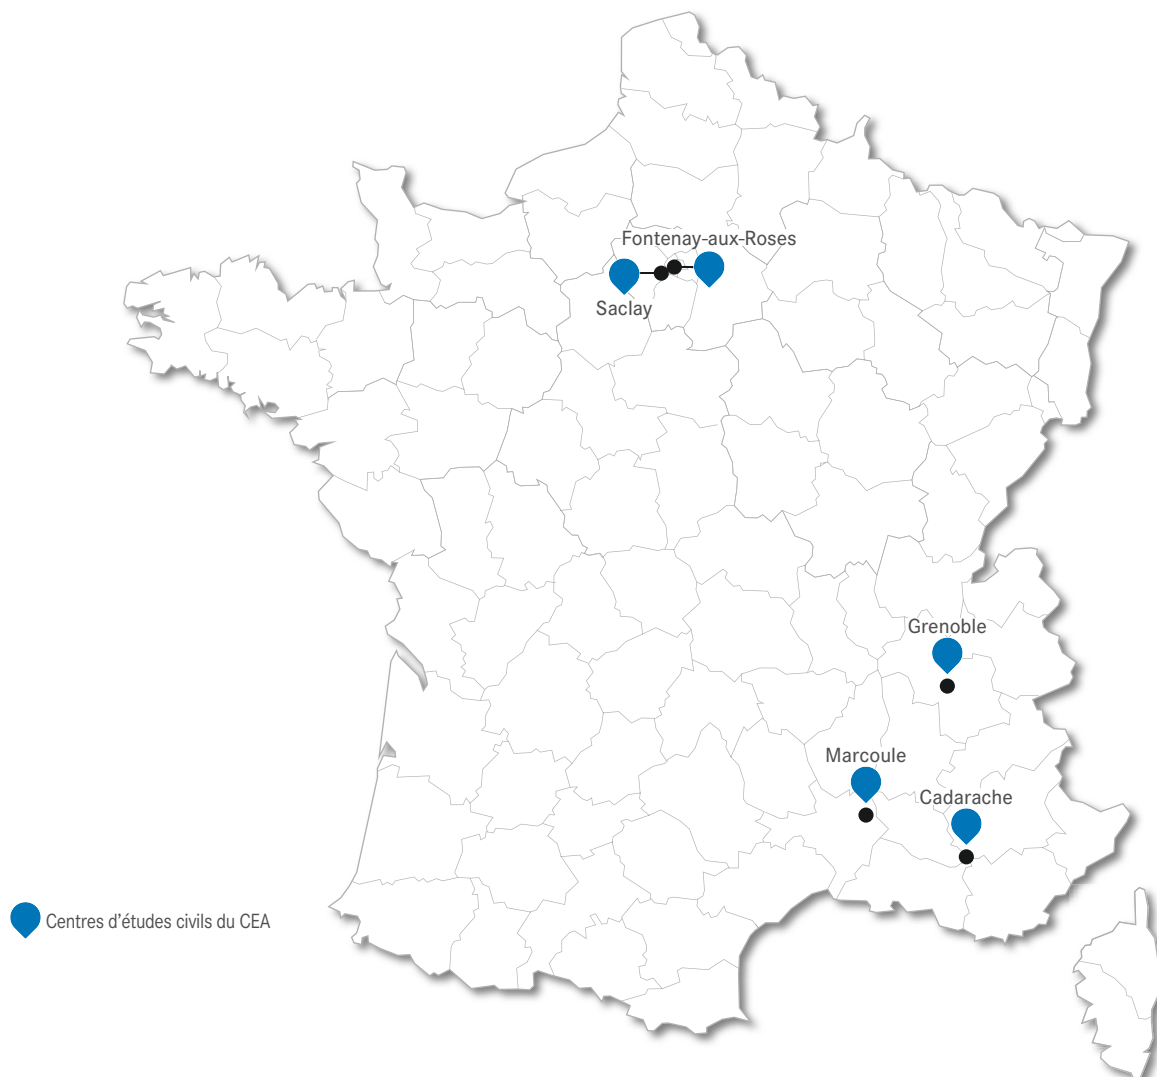 Fontenay-aux-Roses
Saclay
Grenoble
Marcoule
Cadarache
Centres d'études civils du CEA